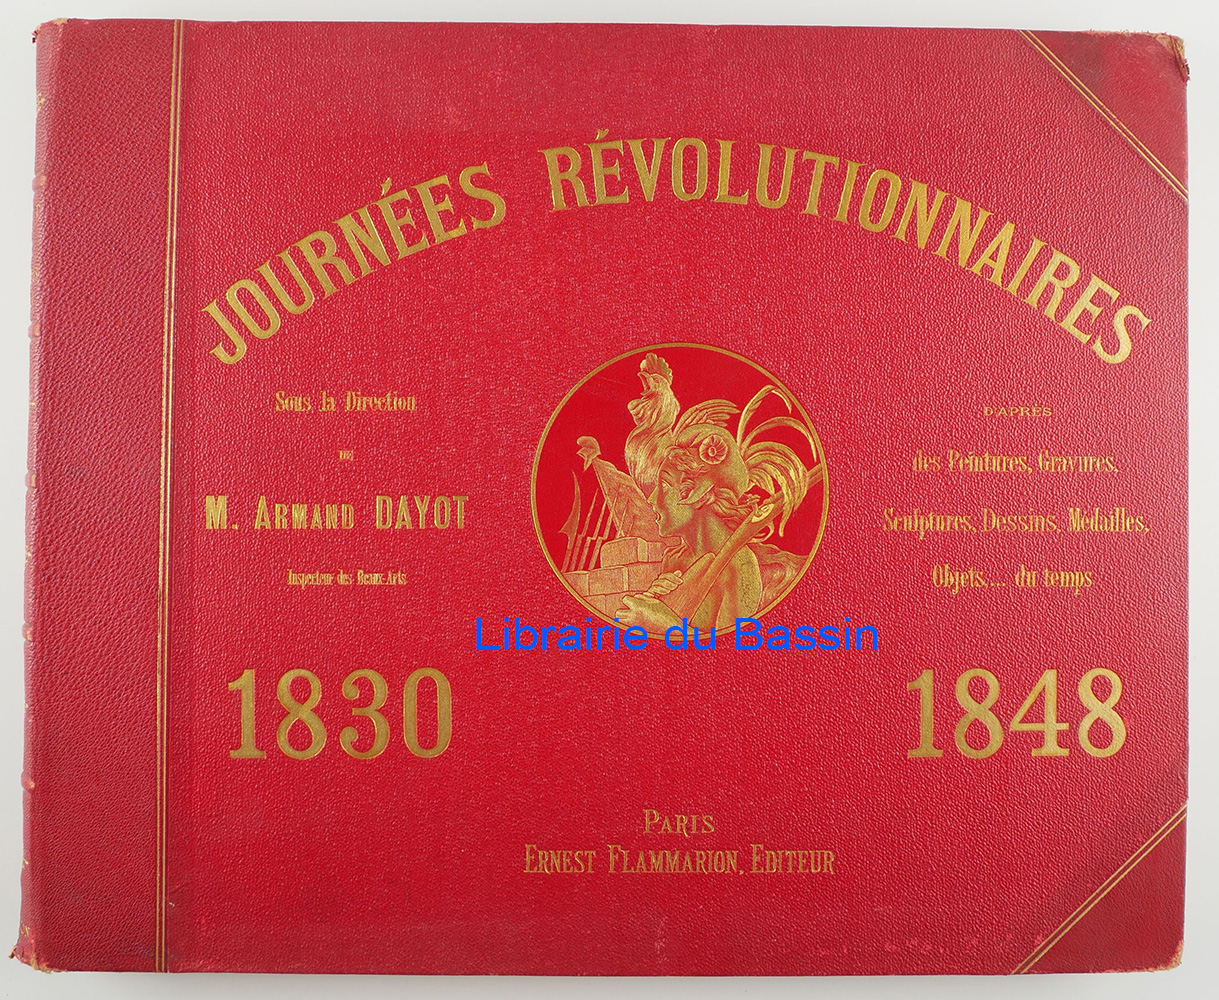 JOURNÉES RÉVOLUTIONNAIRES
Sous la Direction
DE
M. ARMAND DAYOT
Inspecteur des Beaux-Arts
D'APRÈS
des Peintures, Gravures,
Sculptures, Dessins, Médailles,
Objets,... du temps
Librairie du Bassin
1830
1848
PARIS
ERNEST FLAMMARION, EDITEUR